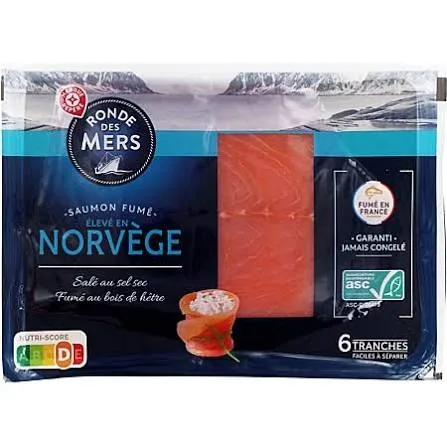 RONDE
DES
MERS
-SAUMON FUMÉ-
ÉLEVÉ EN
NORVÈGE
Salé au sel sec
Fumé au bois de hêtre
FUMÉ EN
FRANCE
• GARANTI •
JAMAIS CONGELÉ
asc
NUTRI-SCORE
A B C D E
6 TRANCHES
FACILES À SÉPARER